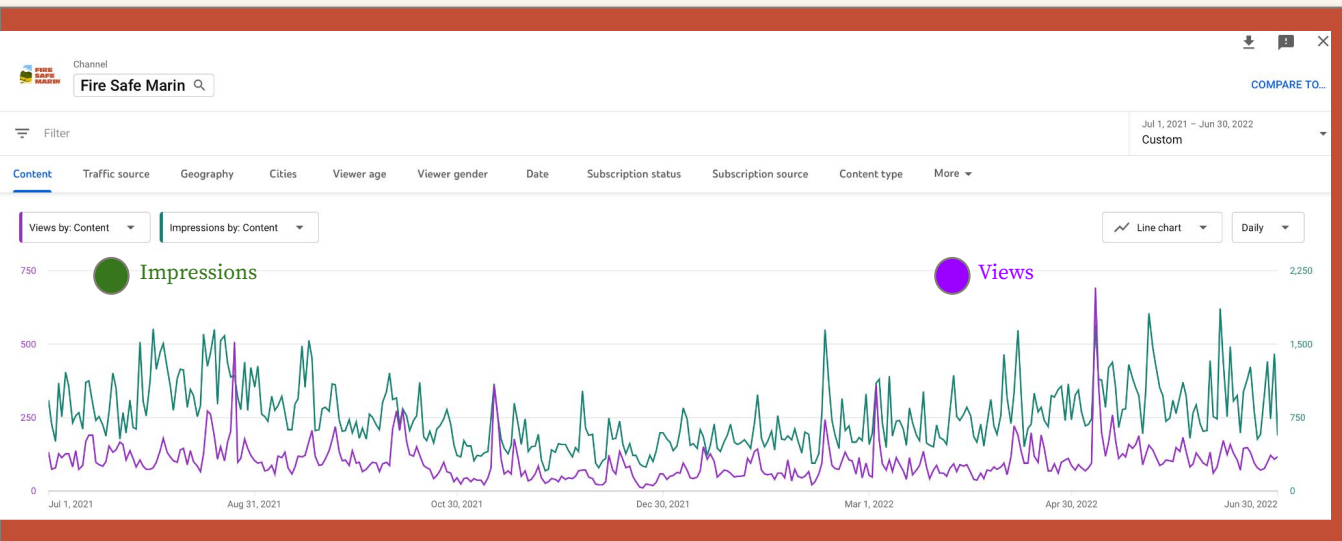 Channel
FIRE
SAFE
MARIN
Fire Safe Marin
COMPARE TO...
Filter
Jul 1, 2021 – Jun 30, 2022
Custom
Content Traffic source Geography Cities Viewer age Viewer gender Date Subscription status Subscription source Content type More
Views by: Content Impressions by: Content Line chart Daily
Impressions Views
750 2,250
500 1,500
250 750
0 0
Jul 1, 2021 Aug 31, 2021 Oct 30, 2021 Dec 30, 2021 Mar 1, 2022 Apr 30, 2022 Jun 30, 2022